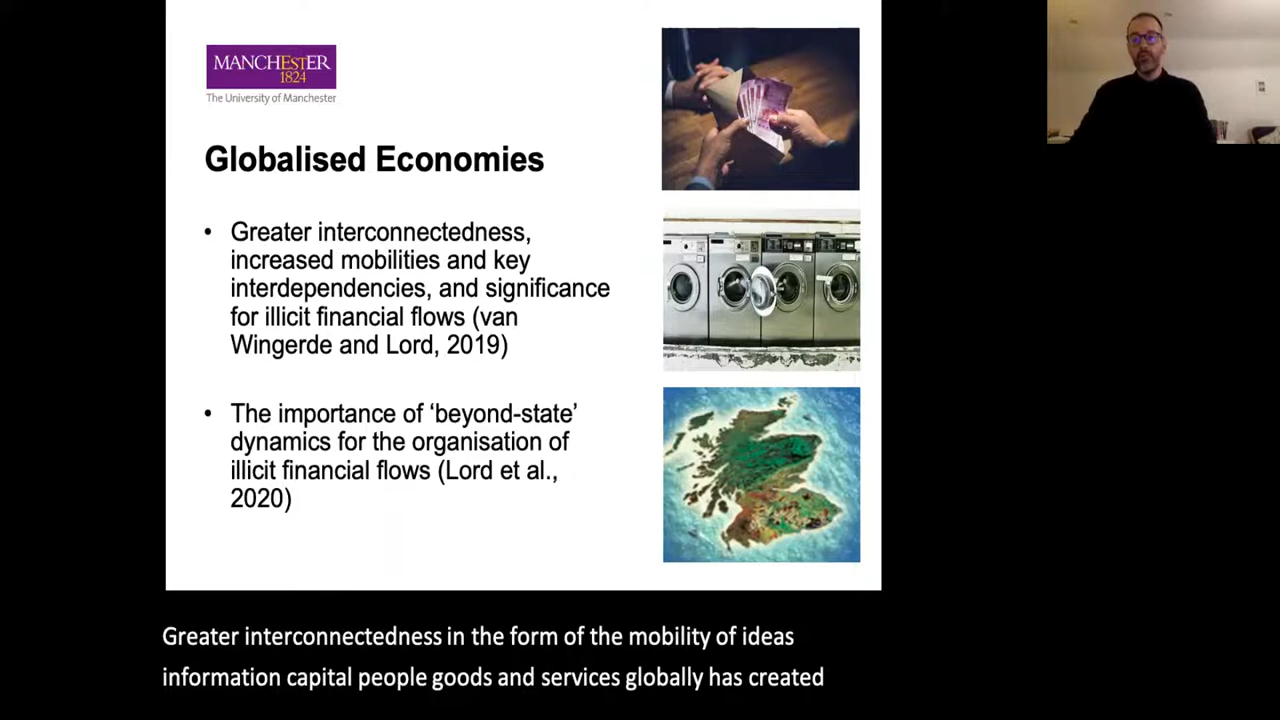 MANCHESTER
1824
The University of Manchester
Globalised Economies
• Greater interconnectedness,
increased mobilities and key
interdependencies, and significance
for illicit financial flows (van
Wingerde and Lord, 2019)
• The importance of ‘beyond-state’
dynamics for the organisation of
illicit financial flows (Lord et al.,
2020)
Greater interconnectedness in the form of the mobility of ideas
information capital people goods and services globally has created